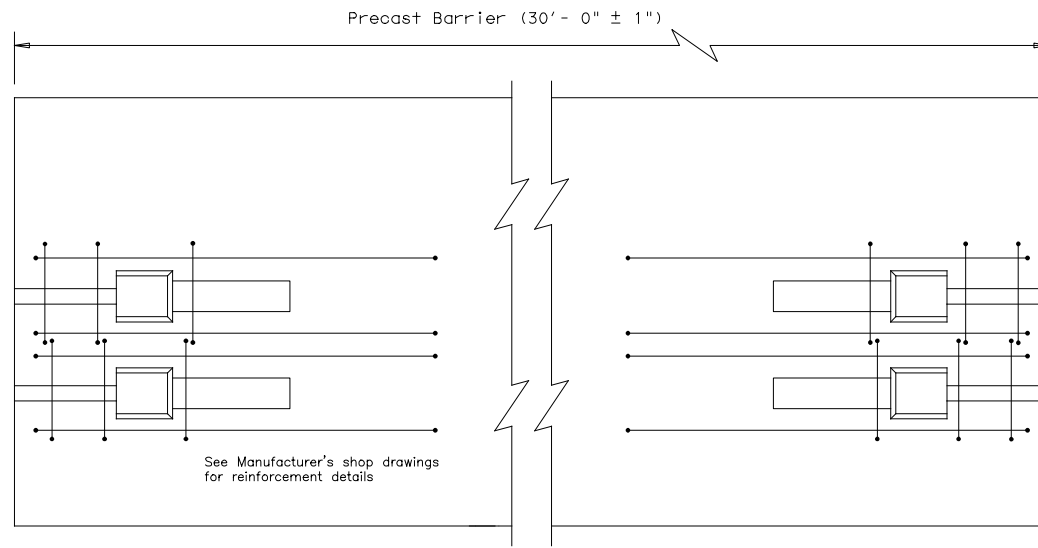 Precast Barrier (30'- 0" ± 1")
See Manufacturer's shop drawings
for reinforcement details